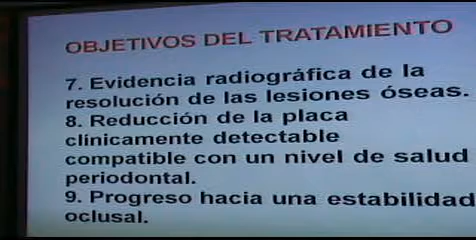 OBJETIVOS DEL TRATAMIENTO
7. Evidencia radiográfica de la
resolución de las lesiones óseas.
8. Reducción de la placa
clínicamente detectable
compatible con un nivel de salud
periodontal.
9. Progreso hacia una estabilidad
oclusal.